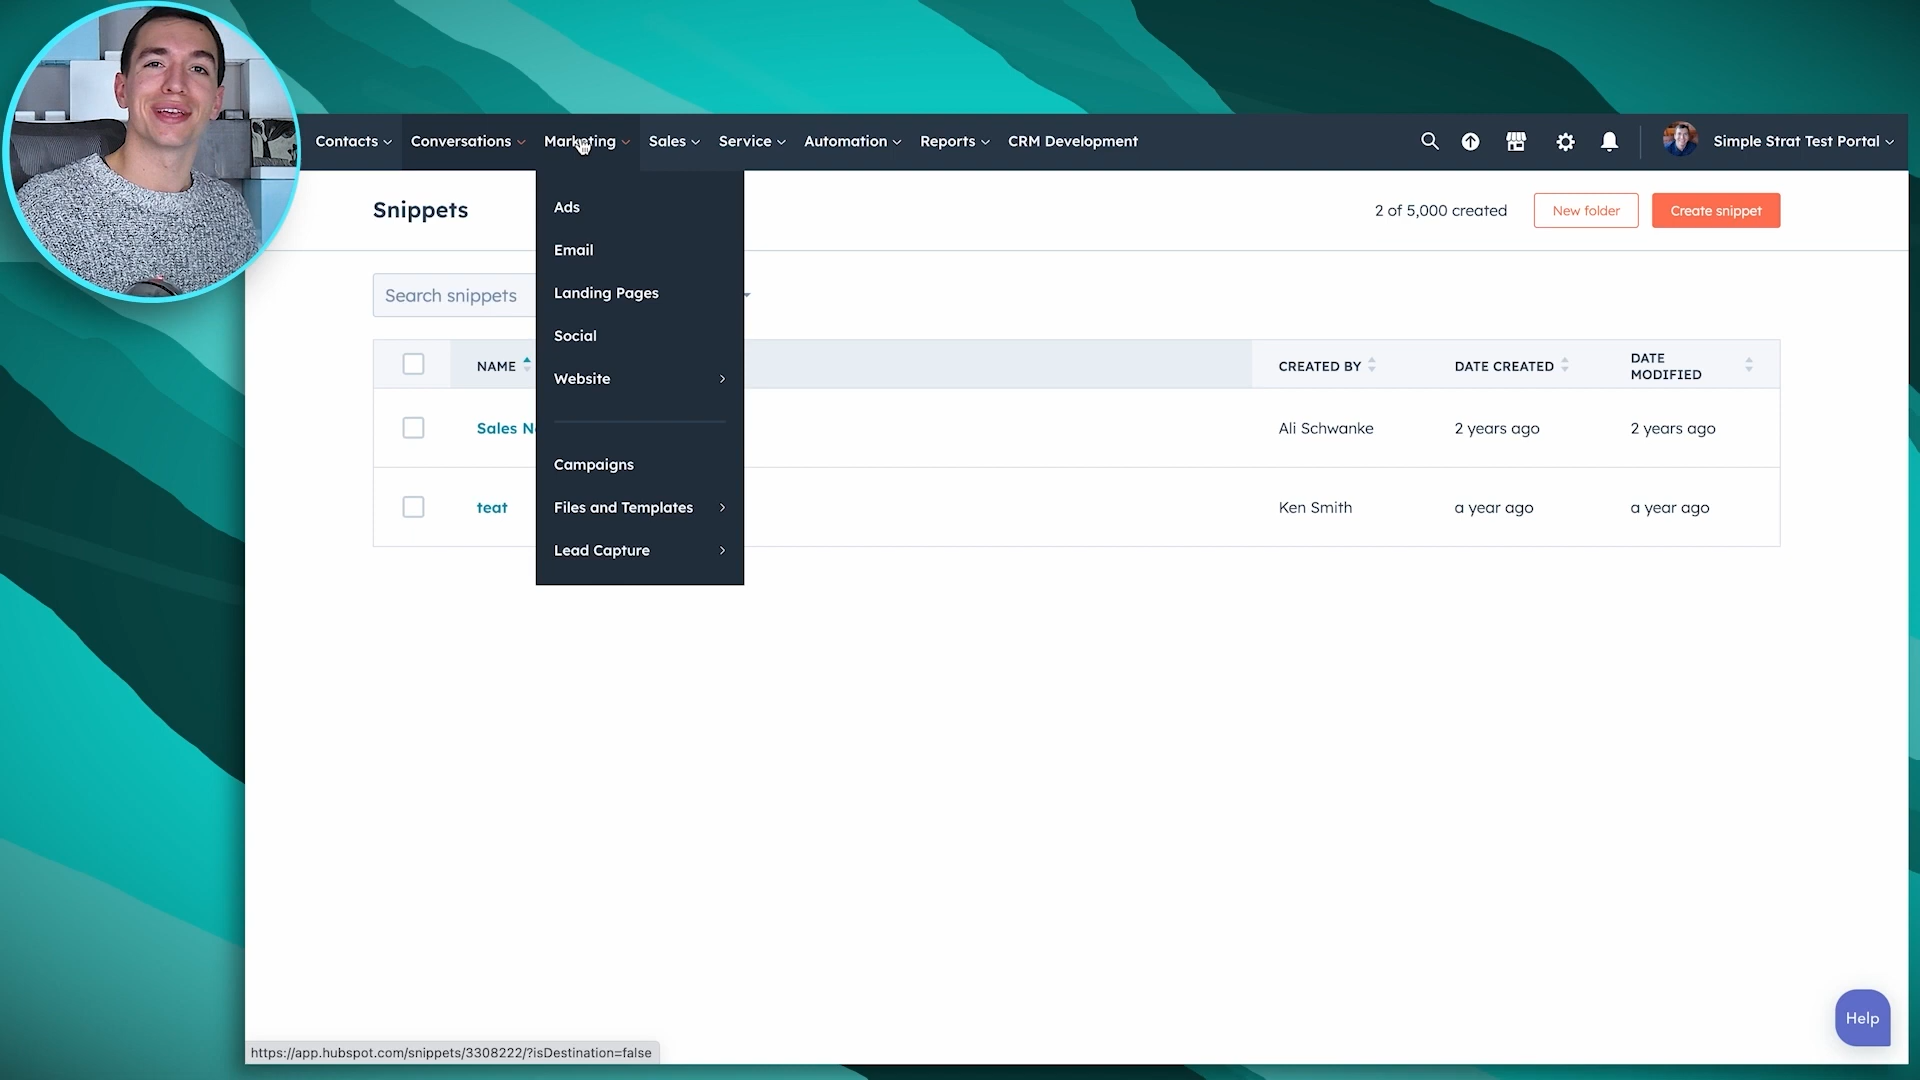 Contacts Conversations Marketing Sales Service Automation Reports CRM Development Simple Strat Test Portal
Snippets
2 of 5,000 created New folder Create snippet
Search snippets
Ads
Email
Landing Pages
Social
Website
Campaigns
Files and Templates
Lead Capture
NAME CREATED BY DATE CREATED DATE MODIFIED
Sales Ali Schwanke 2 years ago 2 years ago
teat Ken Smith a year ago a year ago
Help
https://app.hubspot.com/snippets/3308222/?isDestination=false